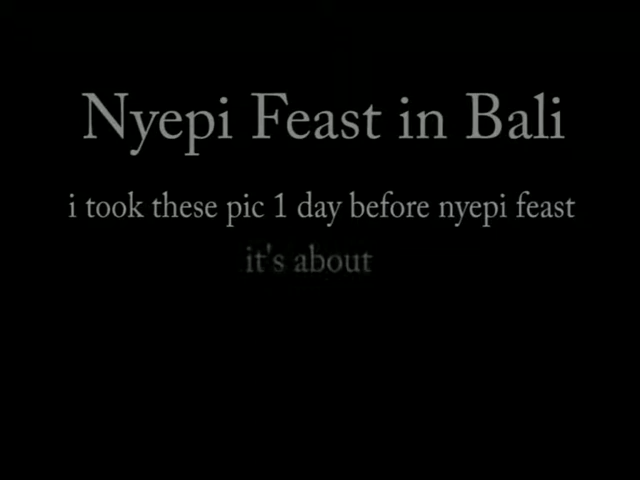 Nyepi Feast in Bali
i took these pic 1 day before nyepi feast
it's about